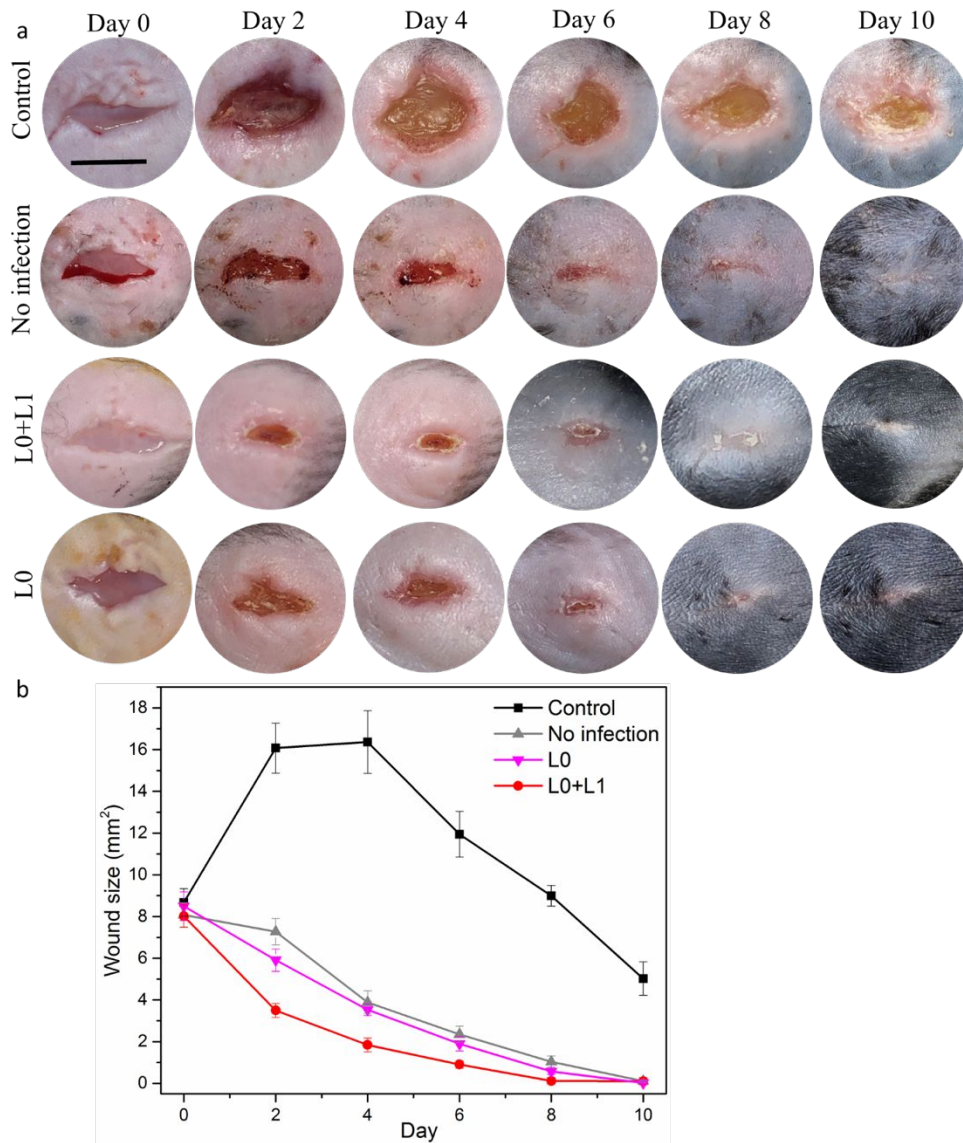 a
Day 0 Day 2 Day 4 Day 6 Day 8 Day 10
Control
No infection
L0+L1
L0
b
Control
No infection
L0
L0+L1
Wound size (mm²)
18
16
14
12
10
8
6
4
2
0
0 2 4 6 8 10
Day